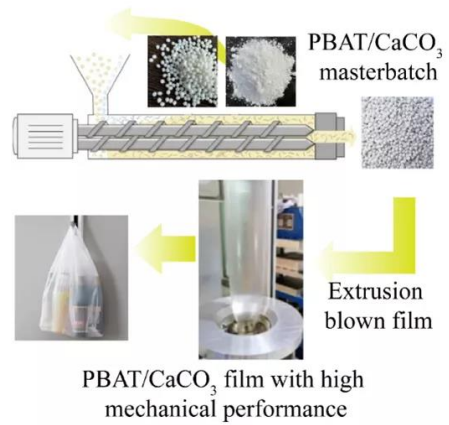 PBAT/CaCO₃
masterbatch
Extrusion
blown film
PBAT/CaCO₃ film with high
mechanical performance